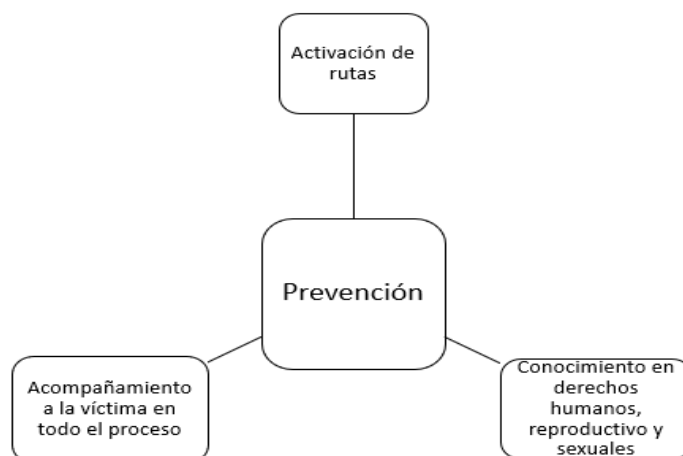 Activación de
rutas
Prevención
Acompañamiento
a la víctima en
todo el proceso
Conocimiento en
derechos
humanos,
reproductivo y
sexuales